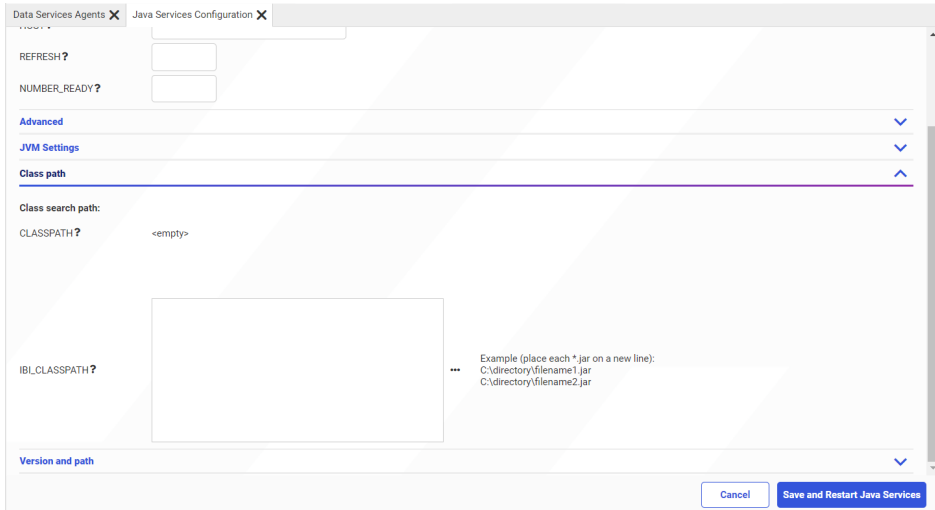 Data Services Agents
Java Services Configuration
REFRESH?
NUMBER_READY?
Advanced
JVM Settings
Class path
Class search path:
CLASSPATH? <empty>
IBI_CLASSPATH?
Example (place each *.jar on a new line):
C:\directory\filename1.jar
C:\directory\filename2.jar
Version and path
Cancel
Save and Restart Java Services